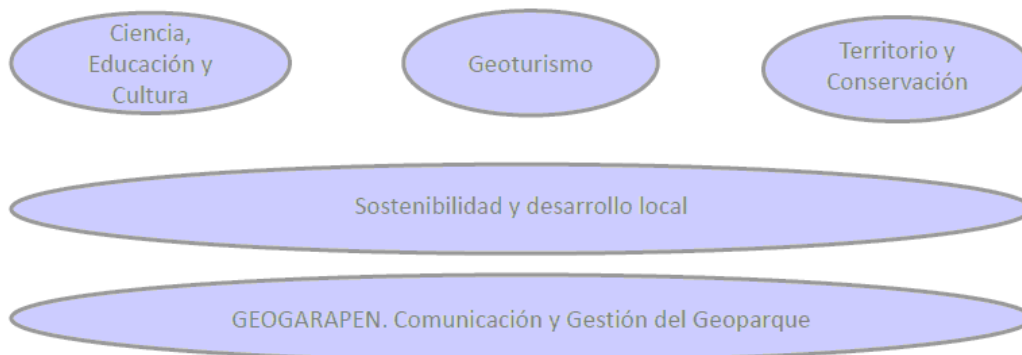 Ciencia,
Educación y
Cultura
Geoturismo
Territorio y
Conservación
Sostenibilidad y desarrollo local
GEOGARAPEN. Comunicación y Gestión del Geoparque